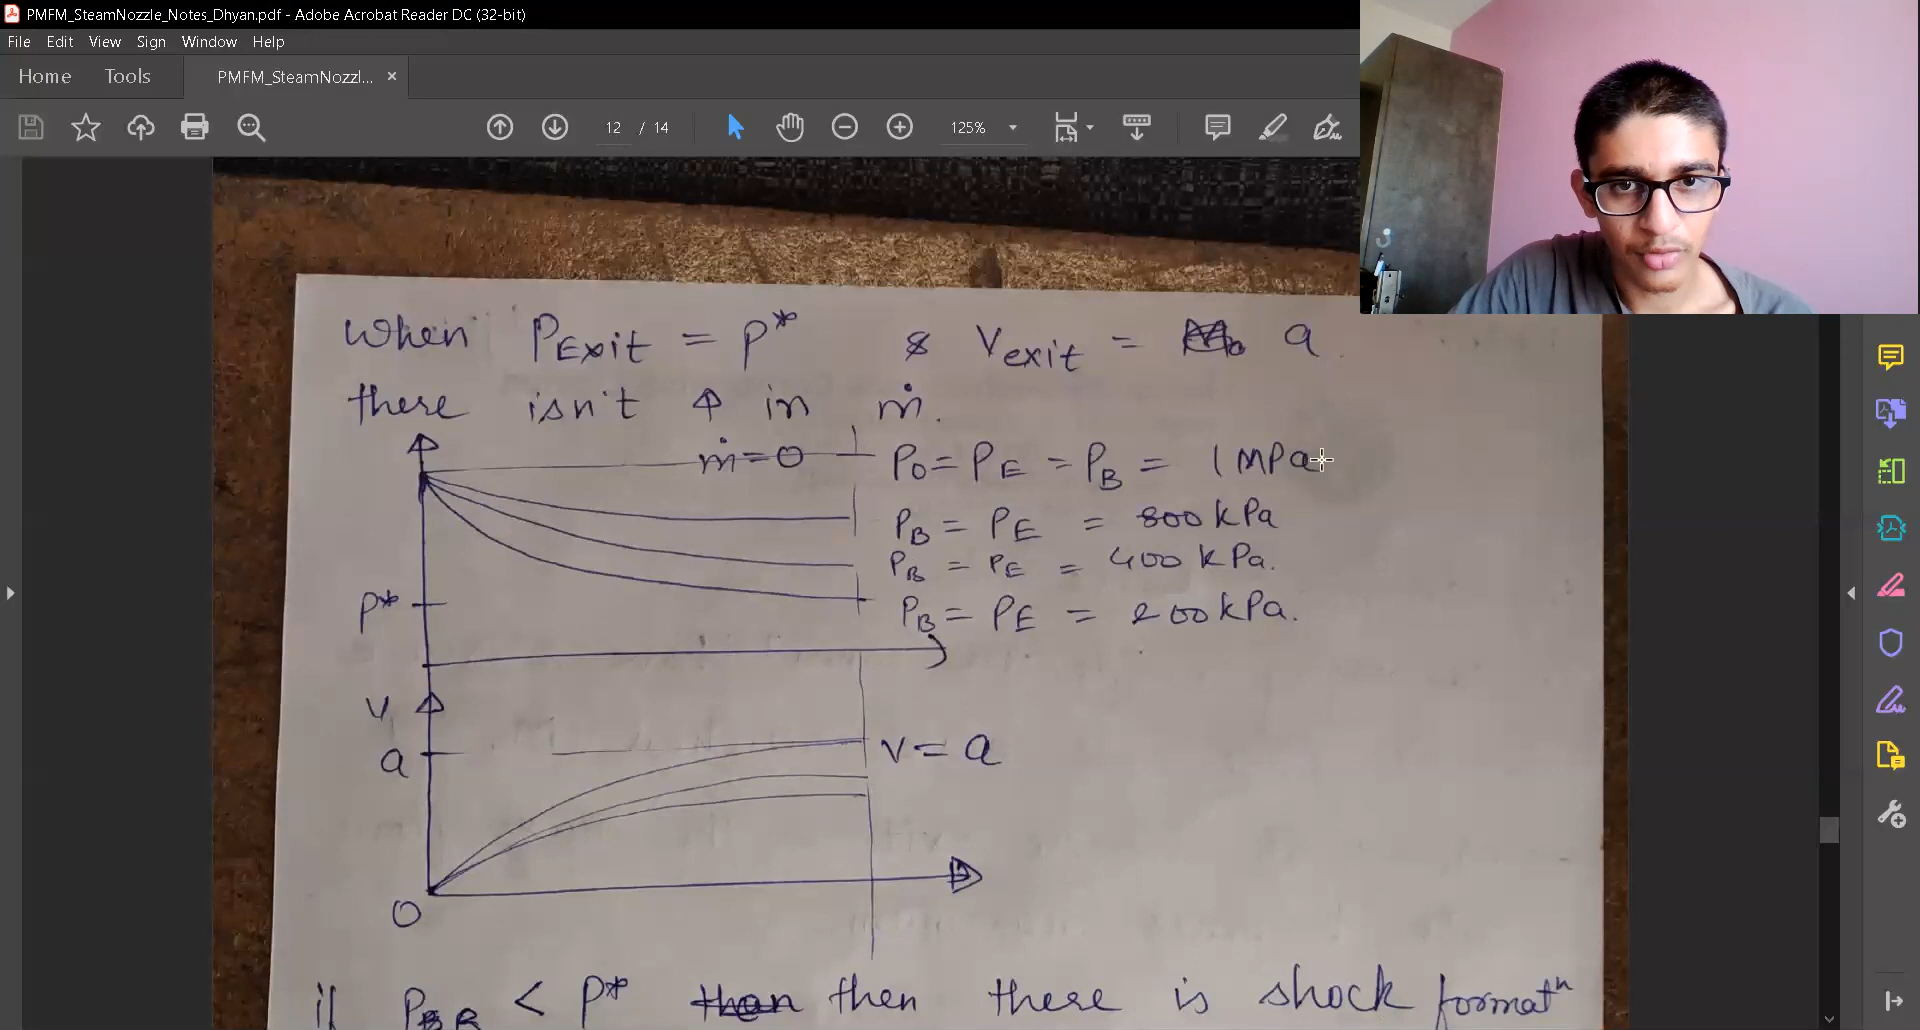 PMFM_SteamNozzle_Notes_Dhyan.pdf - Adobe Acrobat Reader DC (32-bit)
File Edit View Sign Window Help
Home Tools PMFM_SteamNozzl... ×
12 / 14 125%
when PExit = P* & Vexit = a
there isn't ↑ in ṁ.
ṁ=0 P0 = PE = PB = 1 MPa
PB = PE = 800 kPa
PB = PE = 400 kPa.
P* PB = PE = 200 kPa.
V
a V = a
0
if PB < P* then there is shock formatⁿ